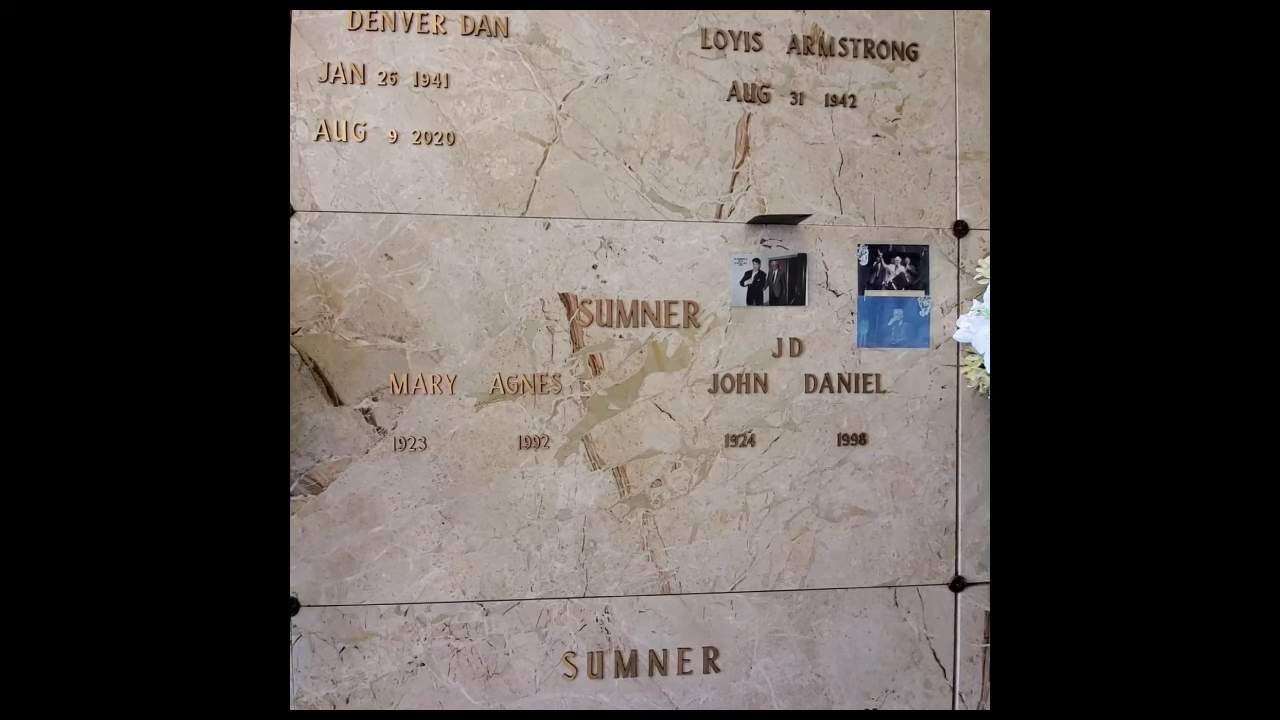 DENVER DAN
JAN 26 1941
AUG 9 2020
LOYIS ARMSTRONG
AUG 31 1942
SUMNER
JD
MARY AGNES
JOHN DANIEL
1923 1992
1924 1998
SUMNER